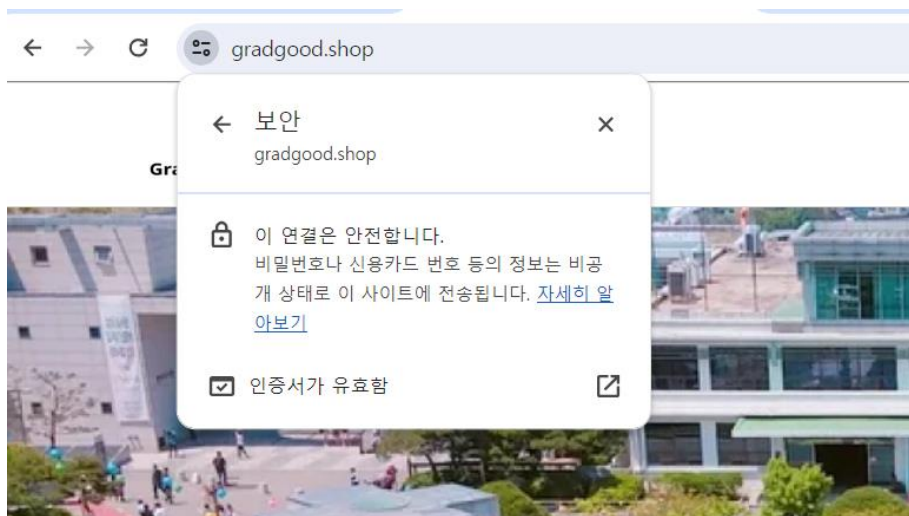 gradgood.shop
보안
gradgood.shop
Gra
이 연결은 안전합니다.
비밀번호나 신용카드 번호 등의 정보는 비공
개 상태로 이 사이트에 전송됩니다. 자세히 알
아보기
인증서가 유효함